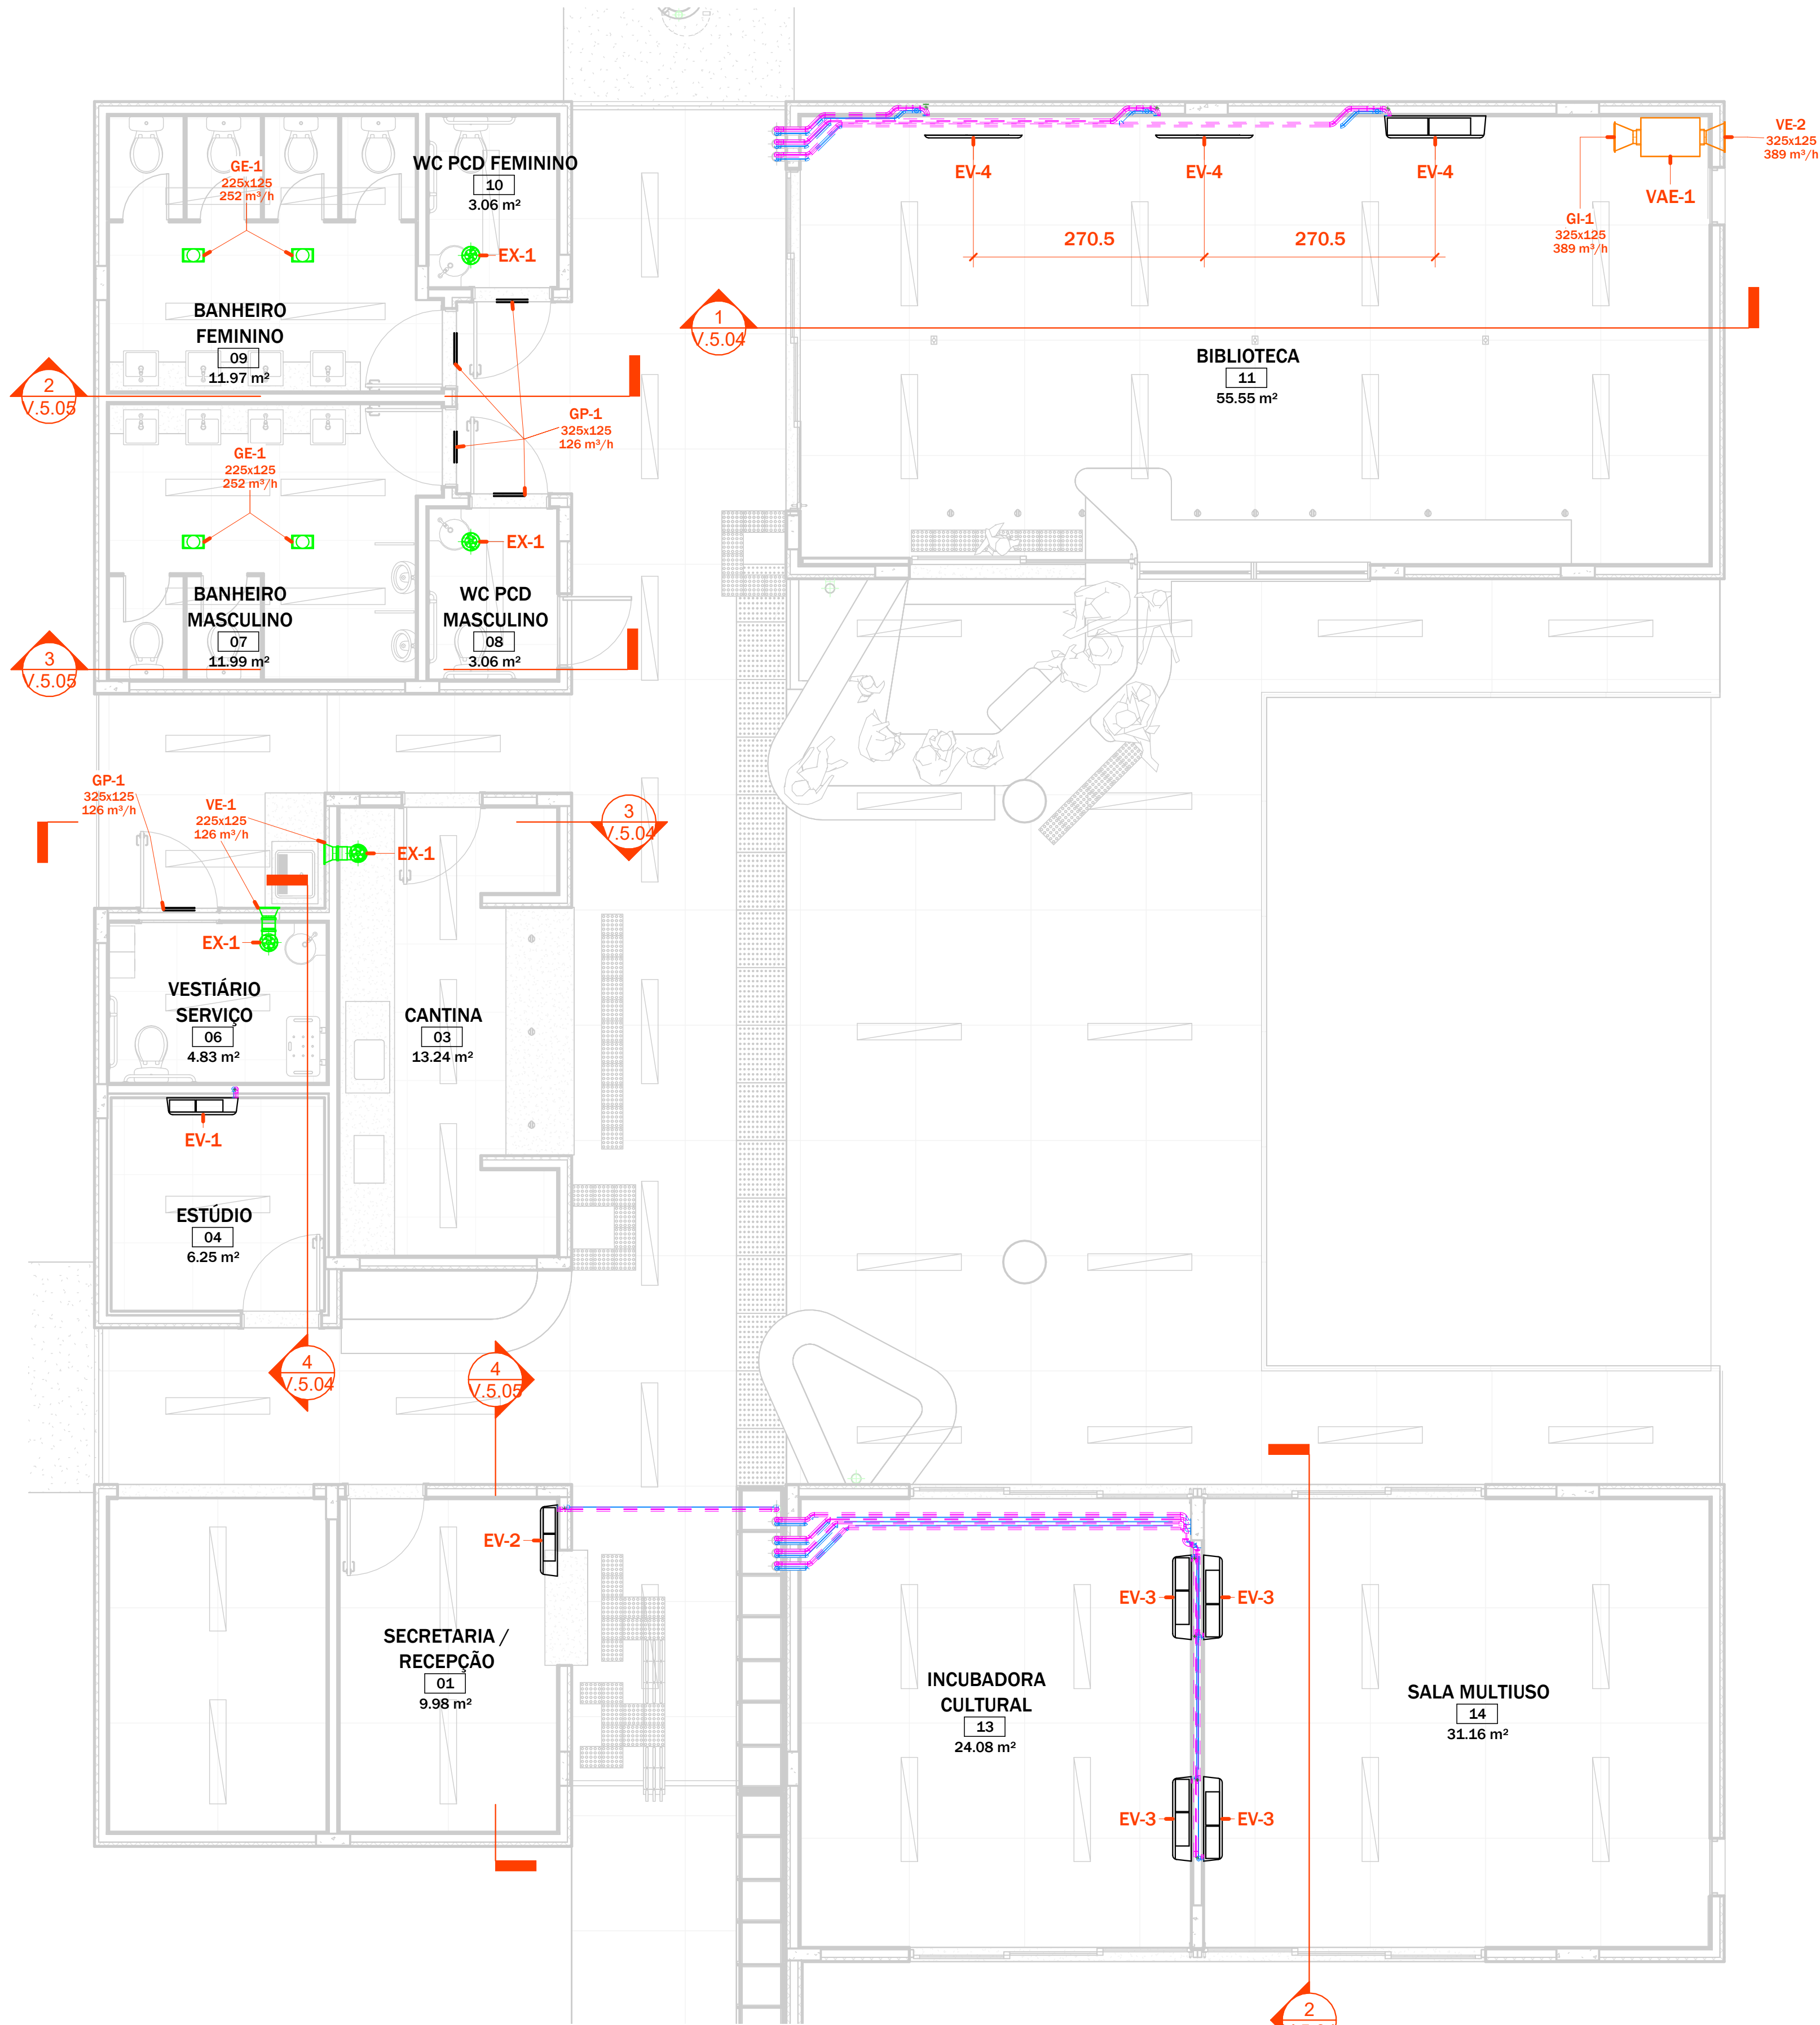 GE-1
225x125
252 m³/h
WC PCD FEMININO
10
3.06 m²
EX-1
BANHEIRO
FEMININO
09
11.97 m²
2
V.5.05
GP-1
325x125
126 m³/h
GE-1
225x125
252 m³/h
EX-1
BANHEIRO
MASCULINO
07
11.99 m²
WC PCD
MASCULINO
08
3.06 m²
3
V.5.05
EV-4
EV-4
EV-4
270.5
270.5
VE-2
325x125
389 m³/h
VAE-1
GI-1
325x125
389 m³/h
1
V.5.04
BIBLIOTECA
11
55.55 m²
GP-1
325x125
126 m³/h
VE-1
225x125
126 m³/h
EX-1
3
V.5.04
EX-1
VESTIÁRIO
SERVIÇO
06
4.83 m²
CANTINA
03
13.24 m²
EV-1
ESTÚDIO
04
6.25 m²
4
V.5.04
4
V.5.05
EV-2
SECRETARIA /
RECEPÇÃO
01
9.98 m²
EV-3
EV-3
INCUBADORA
CULTURAL
13
24.08 m²
SALA MULTIUSO
14
31.16 m²
EV-3
EV-3
2